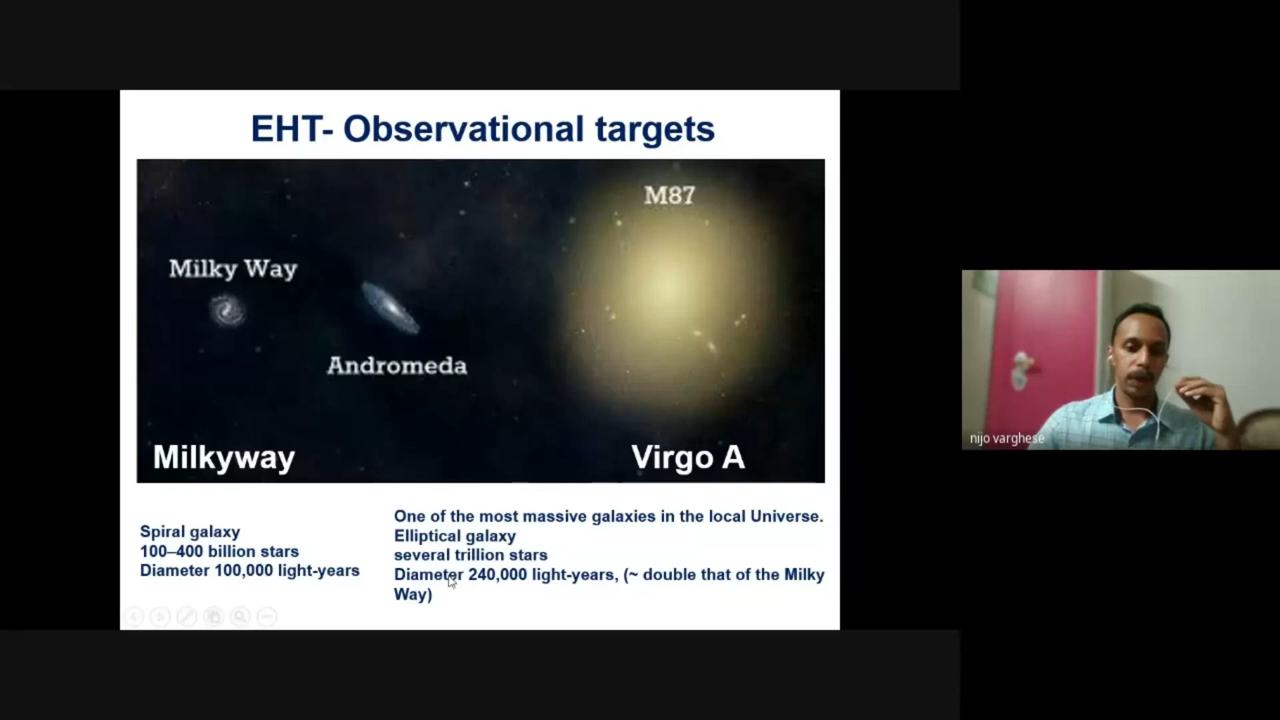 EHT- Observational targets
M87
Milky Way
Andromeda
Milkyway
Virgo A
Spiral galaxy
100–400 billion stars
Diameter 100,000 light-years
One of the most massive galaxies in the local Universe.
Elliptical galaxy
several trillion stars
Diameter 240,000 light-years, (~ double that of the Milky
Way)
nijo varghese